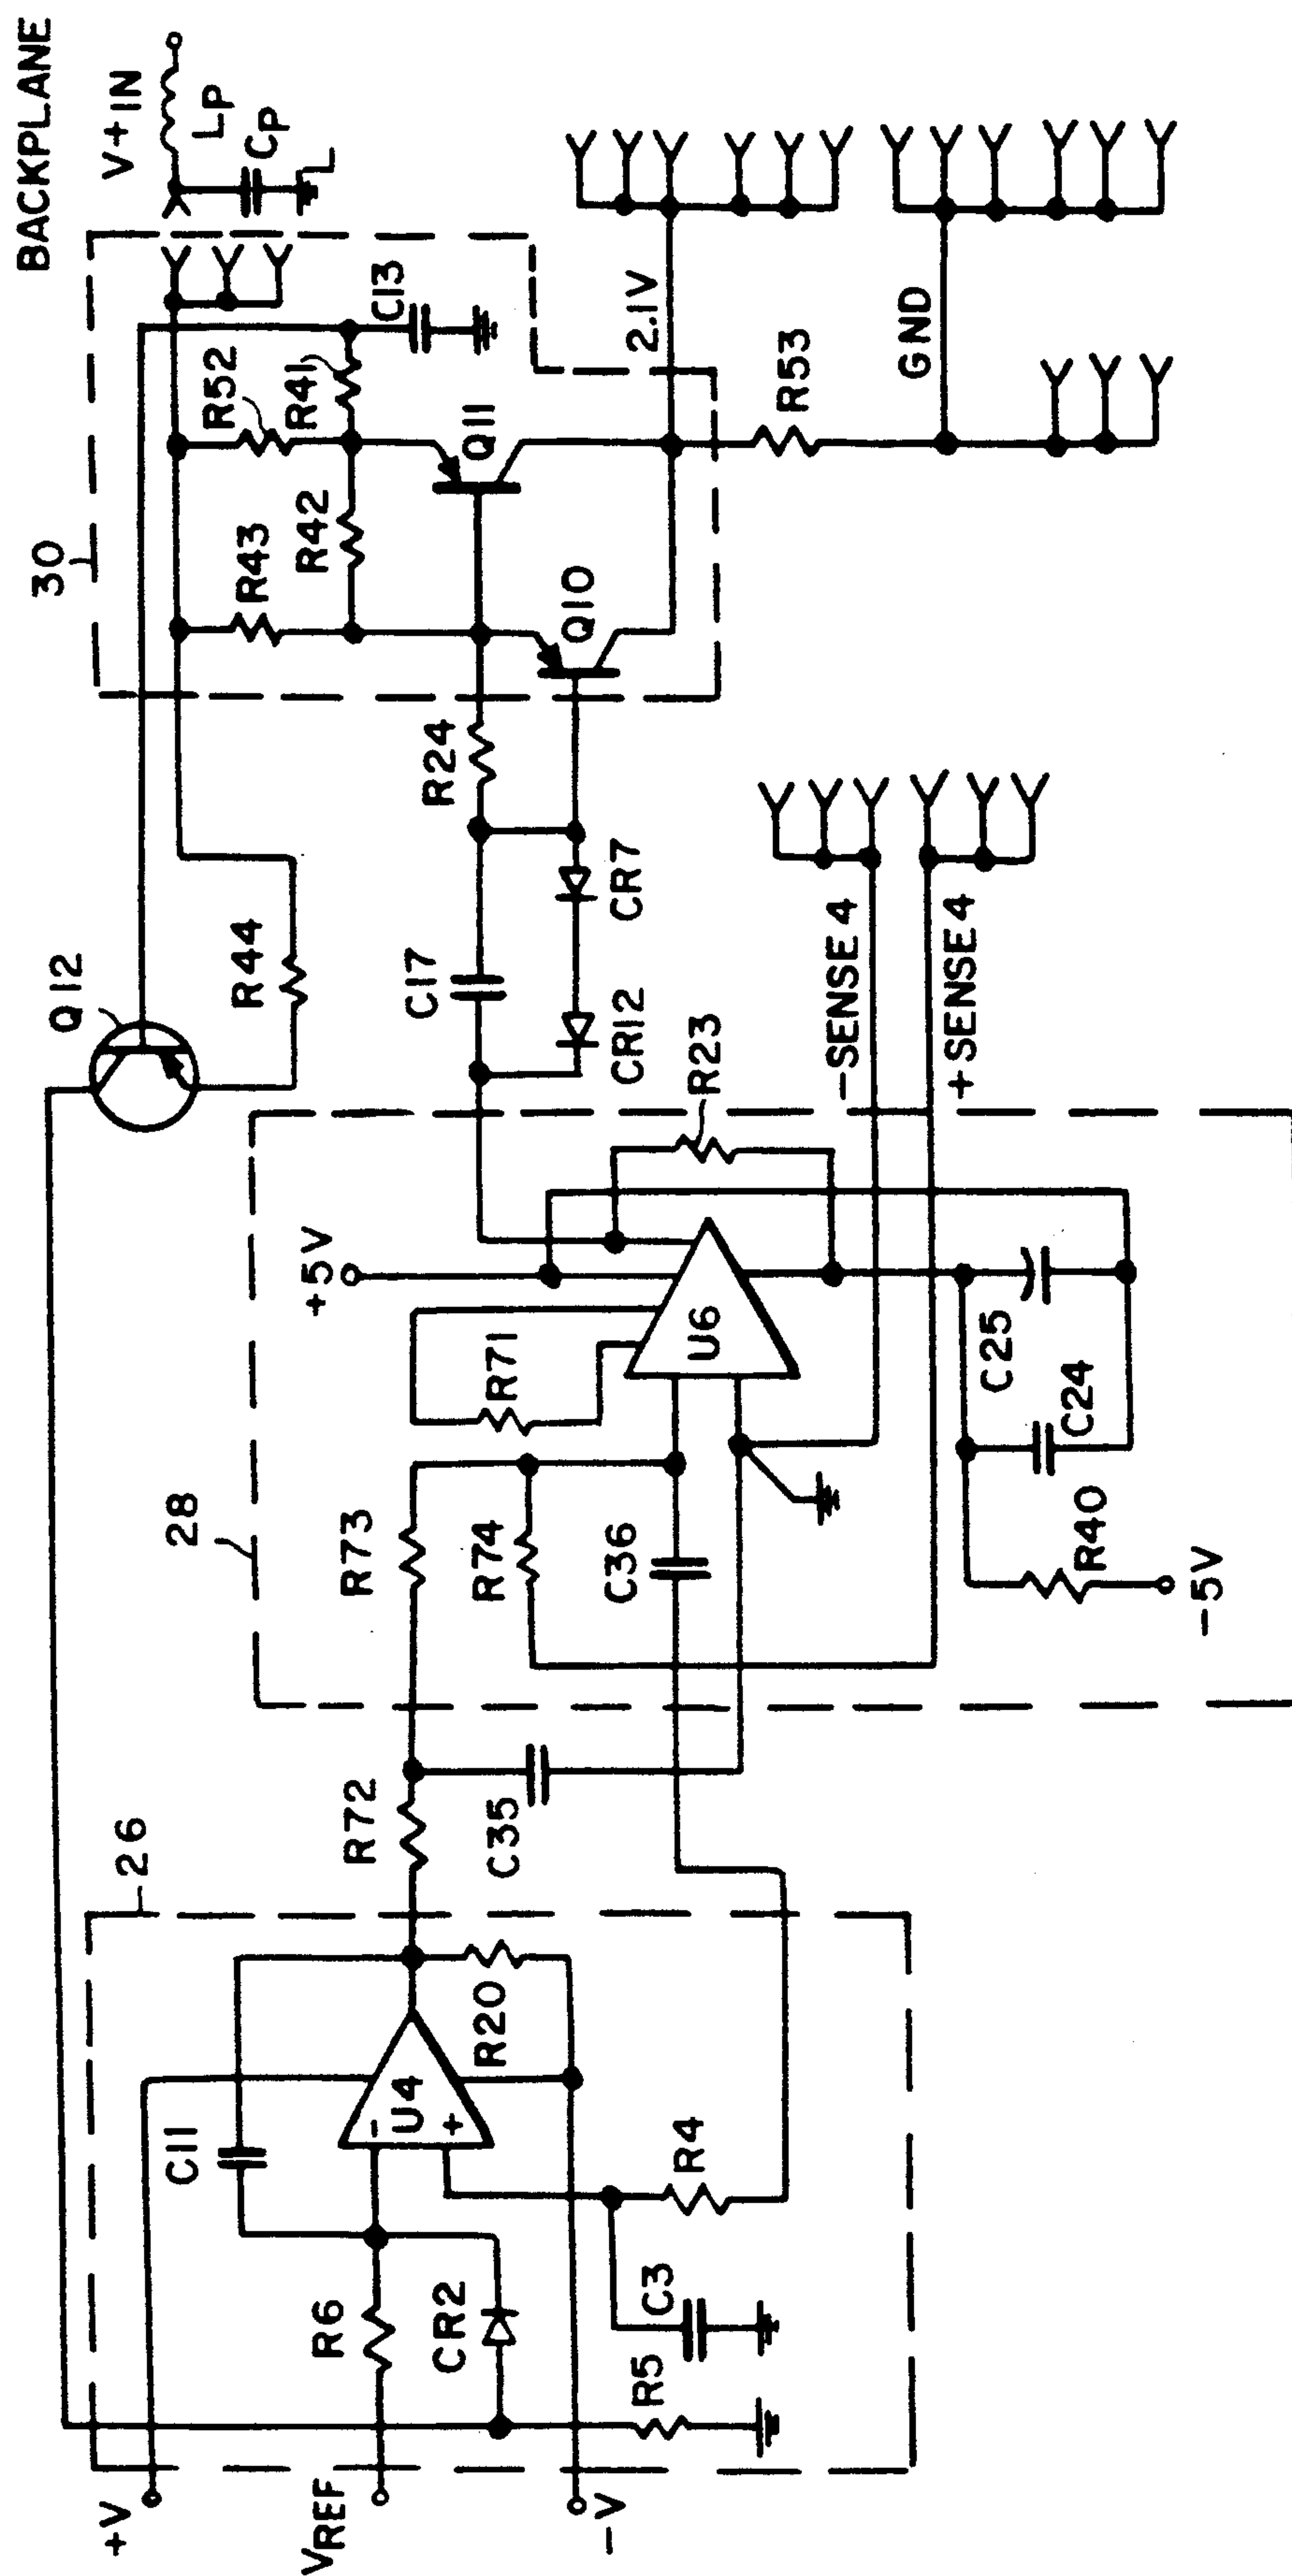 BACKPLANE
V+IN
LP
CP
L
30
R43
R52
R42
R41
C13
Q11
Q10
2.1V
R53
GND
Q12
R44
R24
C17
CR7
CR12
-SENSE 4
+SENSE 4
R23
28
+5V
R71
U6
R73
R74
C36
C25
C24
R40
-5V
26
R72
C35
C11
U4
-
+
R20
R6
CR2
R4
C3
R5
+V
VREF
-V